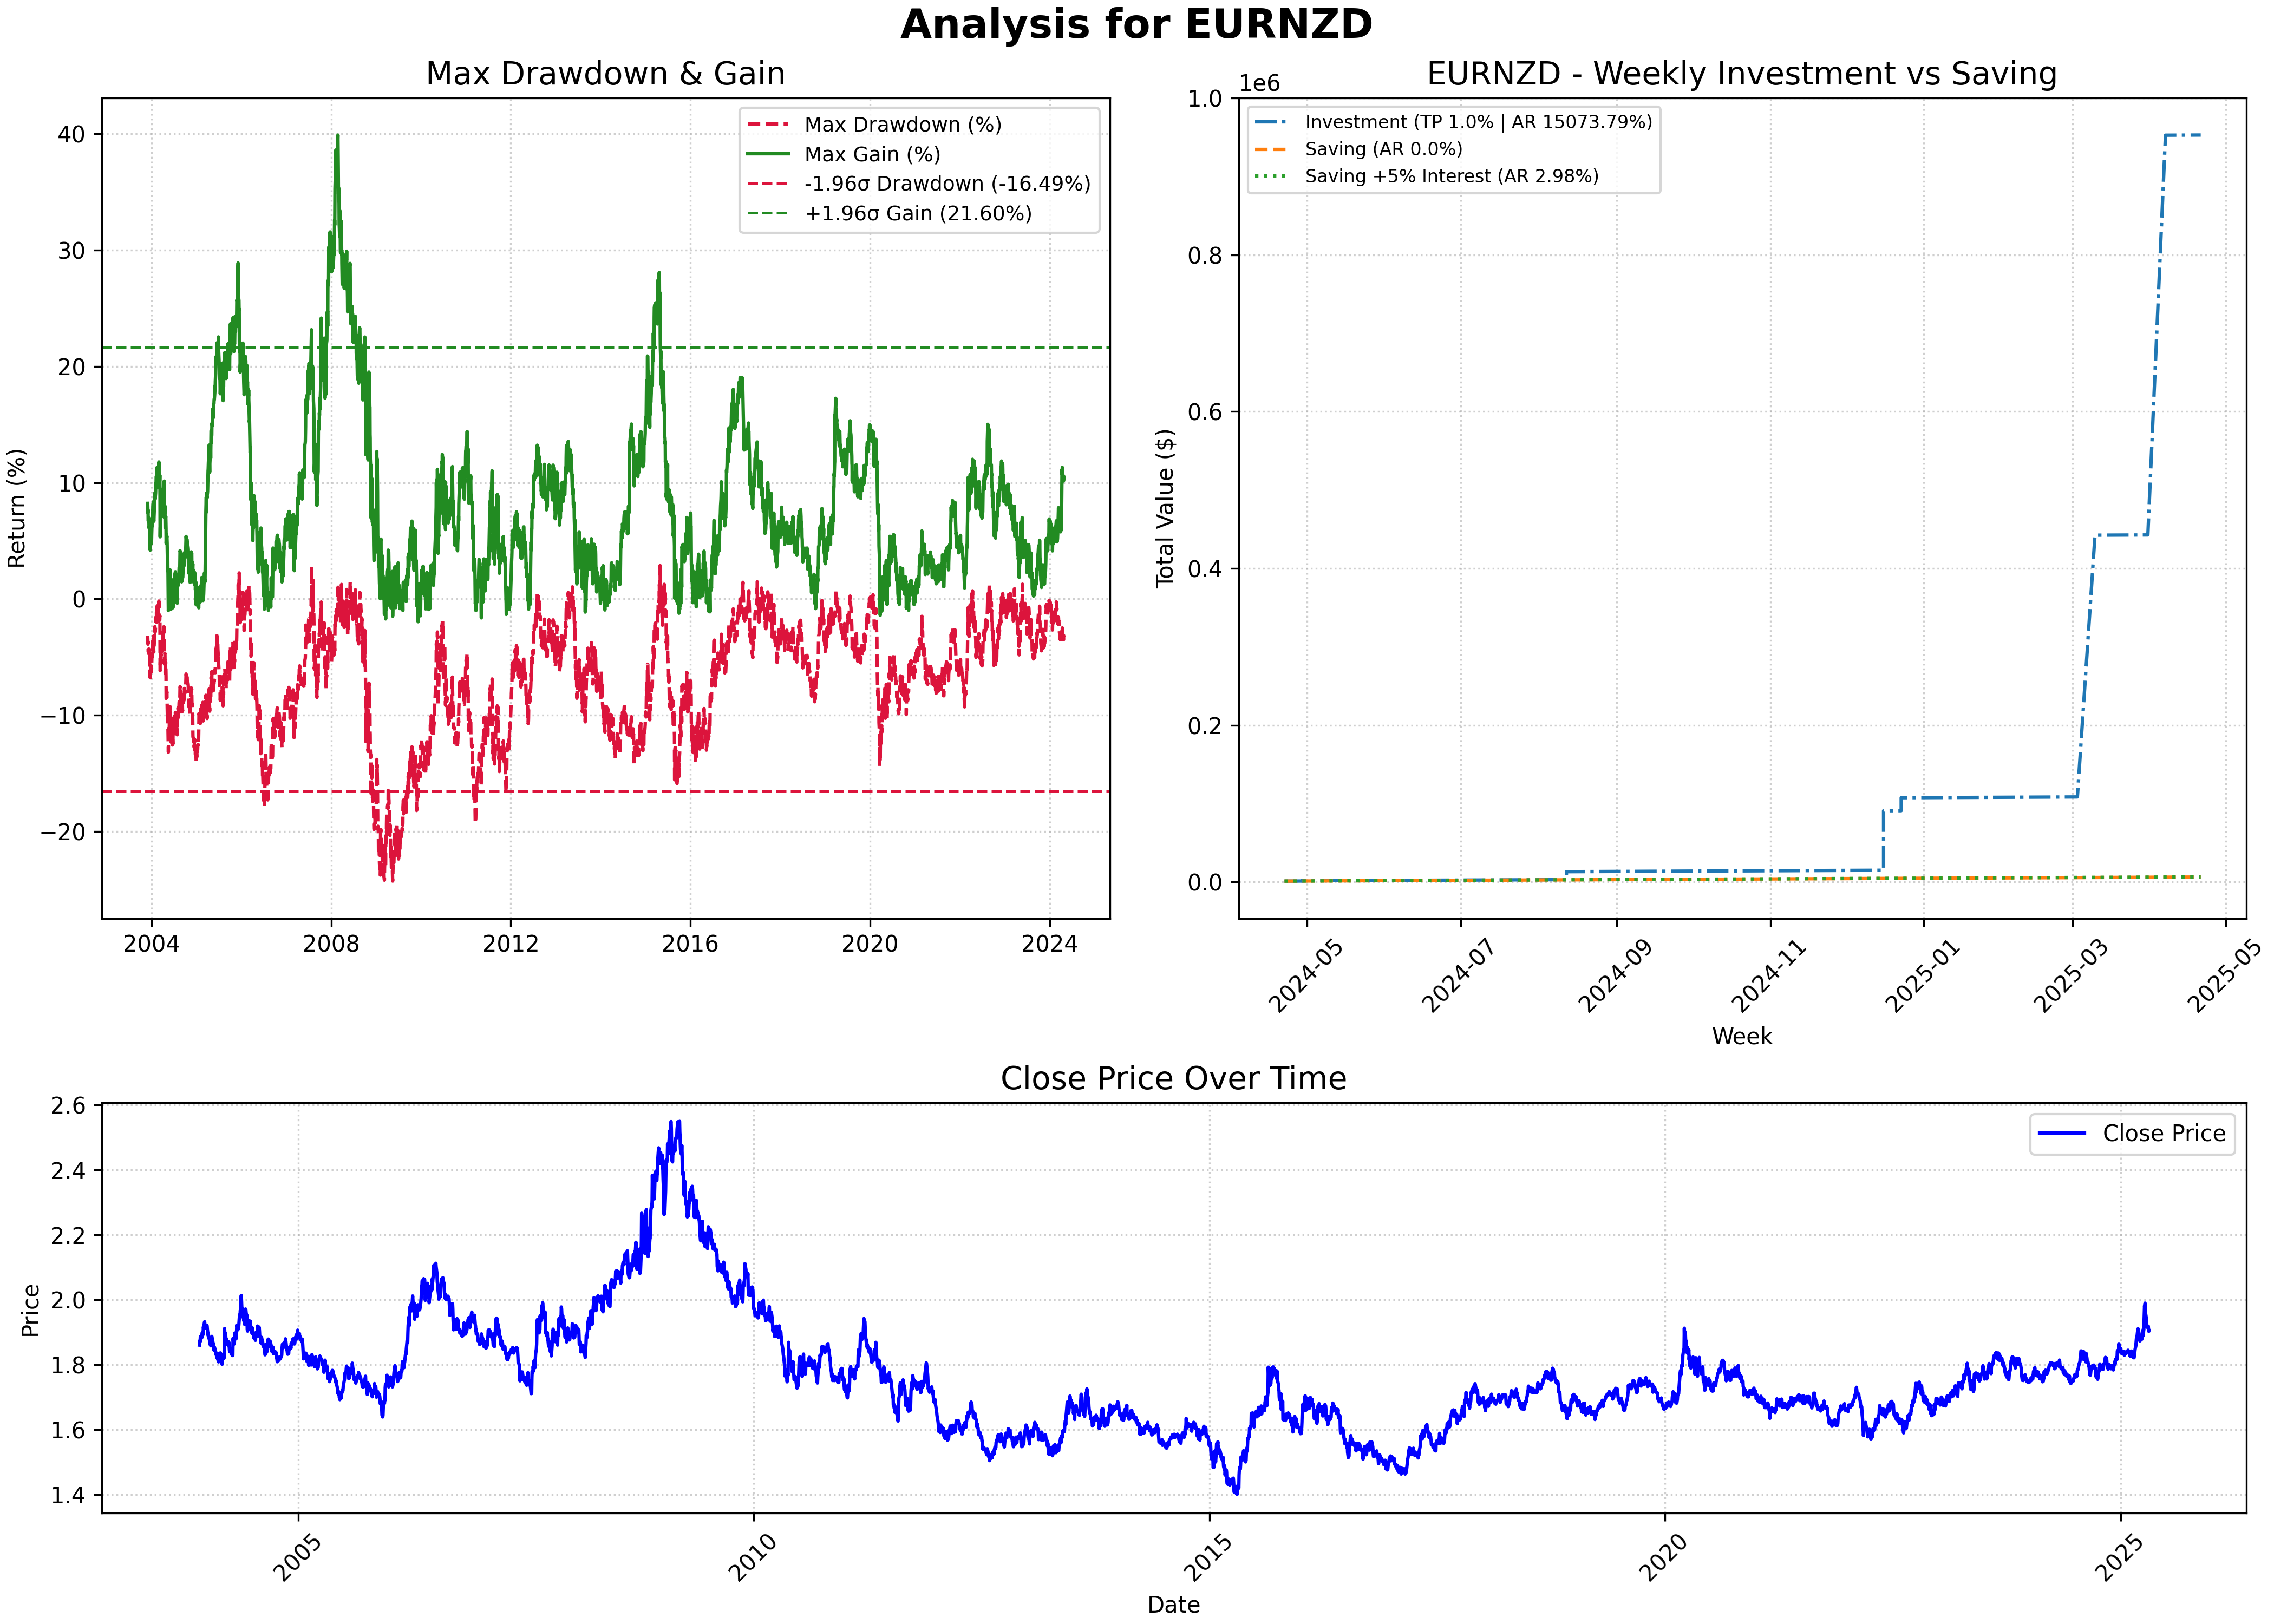 Analysis for EURNZD
Max Drawdown & Gain
Return (%)
40
30
20
10
0
−10
−20
2004
2008
2012
2016
2020
2024
Max Drawdown (%)
Max Gain (%)
-1.96σ Drawdown (-16.49%)
+1.96σ Gain (21.60%)
EURNZD - Weekly Investment vs Saving
1e6
Total Value ($)
1.0
0.8
0.6
0.4
0.2
0.0
Investment (TP 1.0% | AR 15073.79%)
Saving (AR 0.0%)
Saving +5% Interest (AR 2.98%)
2024-05
2024-07
2024-09
2024-11
2025-01
2025-03
2025-05
Week
Close Price Over Time
Price
2.6
2.4
2.2
2.0
1.8
1.6
1.4
Close Price
2005
2010
2015
2020
2025
Date